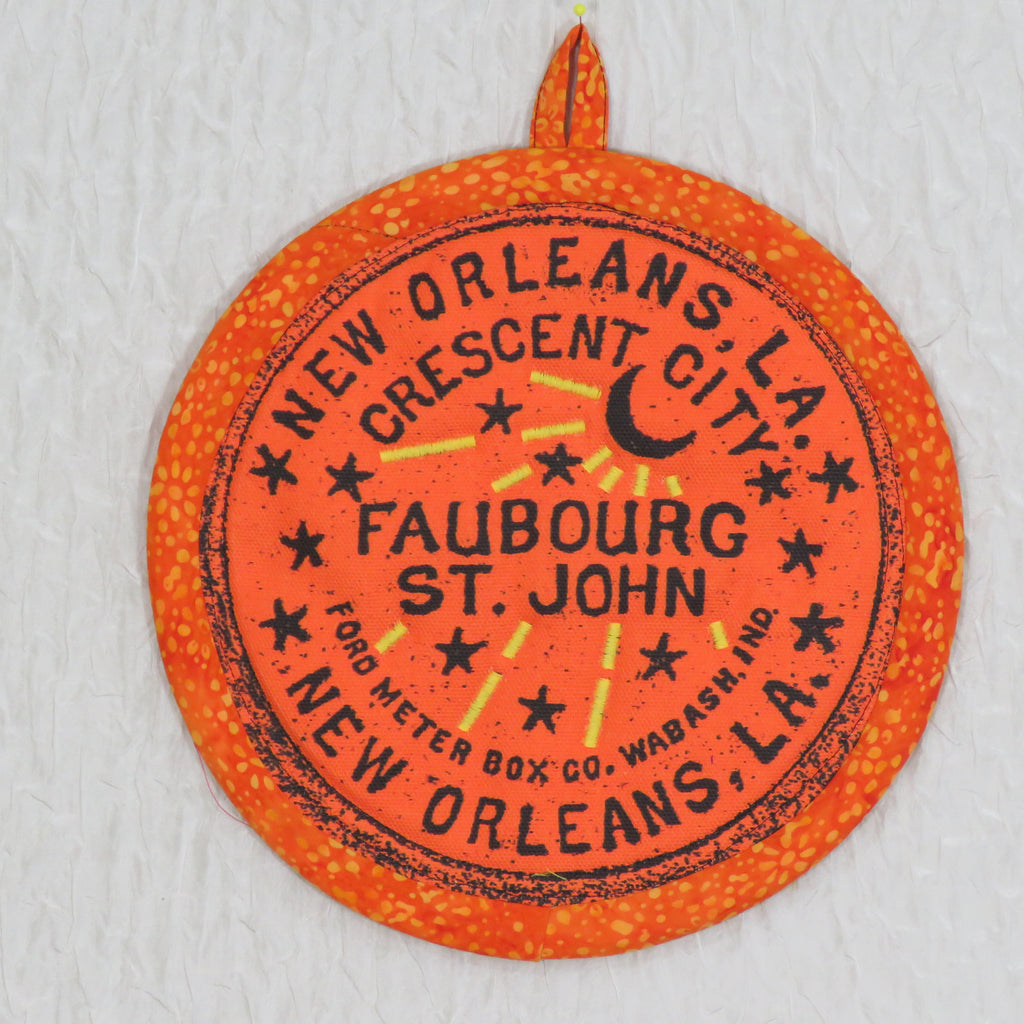 NEW ORLEANS, LA.
CRESCENT CITY
FAUBOURG
ST. JOHN
FORD METER BOX CO. WABASH, IND.
NEW ORLEANS, LA.